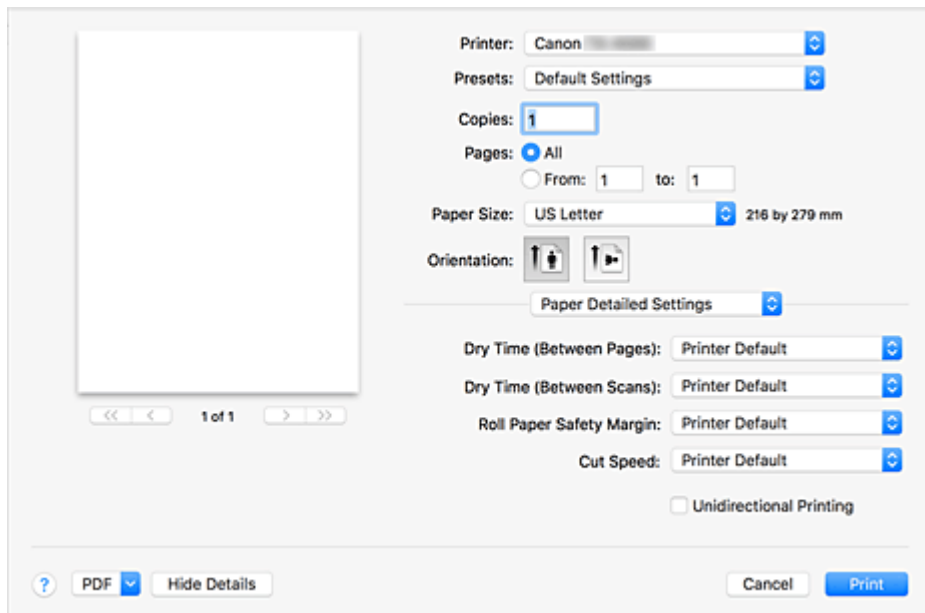 Printer: Canon
Presets: Default Settings
Copies: 1
Pages: All
From: 1 to: 1
Paper Size: US Letter 216 by 279 mm
Orientation:
Paper Detailed Settings
Dry Time (Between Pages): Printer Default
Dry Time (Between Scans): Printer Default
Roll Paper Safety Margin: Printer Default
Cut Speed: Printer Default
Unidirectional Printing
<< < 1 of 1 > >>
? PDF Hide Details Cancel Print